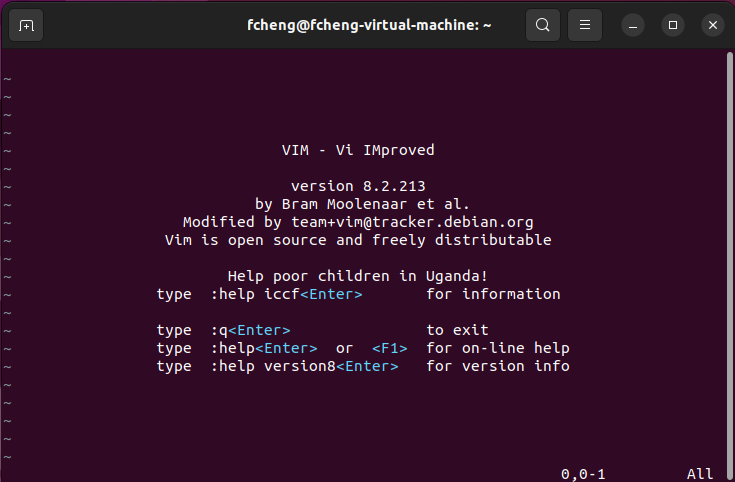 fcheng@fcheng-virtual-machine: ~
~
~
~
~
~ VIM - Vi IMproved
~
~ version 8.2.213
~ by Bram Moolenaar et al.
~ Modified by team+vim@tracker.debian.org
~ Vim is open source and freely distributable
~
~ Help poor children in Uganda!
~ type :help iccf<Enter> for information
~
~ type :q<Enter> to exit
~ type :help<Enter> or <F1> for on-line help
~ type :help version8<Enter> for version info
~
~
~
~
~
0,0-1 All